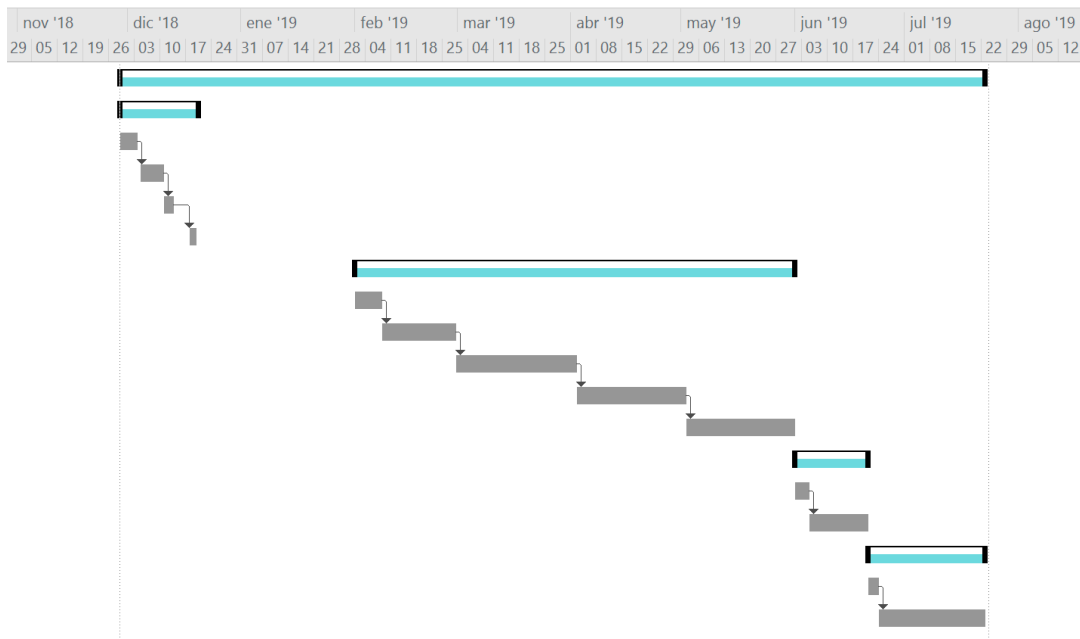 nov '18 dic '18 ene '19 feb '19 mar '19 abr '19 may '19 jun '19 jul '19 ago '19
29 05 12 19 26 03 10 17 24 31 07 14 21 28 04 11 18 25 04 11 18 25 01 08 15 22 29 06 13 20 27 03 10 17 24 01 08 15 22 29 05 12